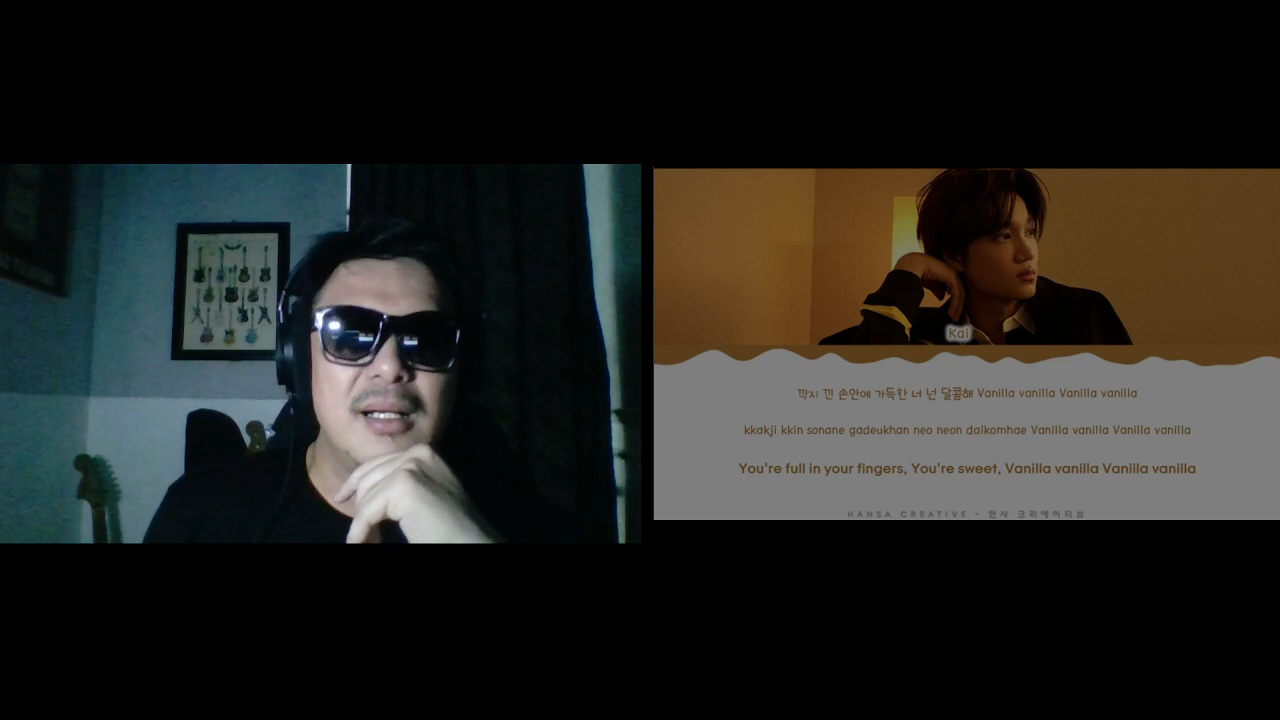 Kai
깍지 낀 손안에 가득한 너 넌 달콤해 Vanilla vanilla Vanilla vanilla
kkakji kkin sonane gadeukhan neo neon dalkomhae Vanilla vanilla Vanilla vanilla
You're full in your fingers, You're sweet, Vanilla vanilla Vanilla vanilla
HANSA CREATIVE - 한사 크리에이티브